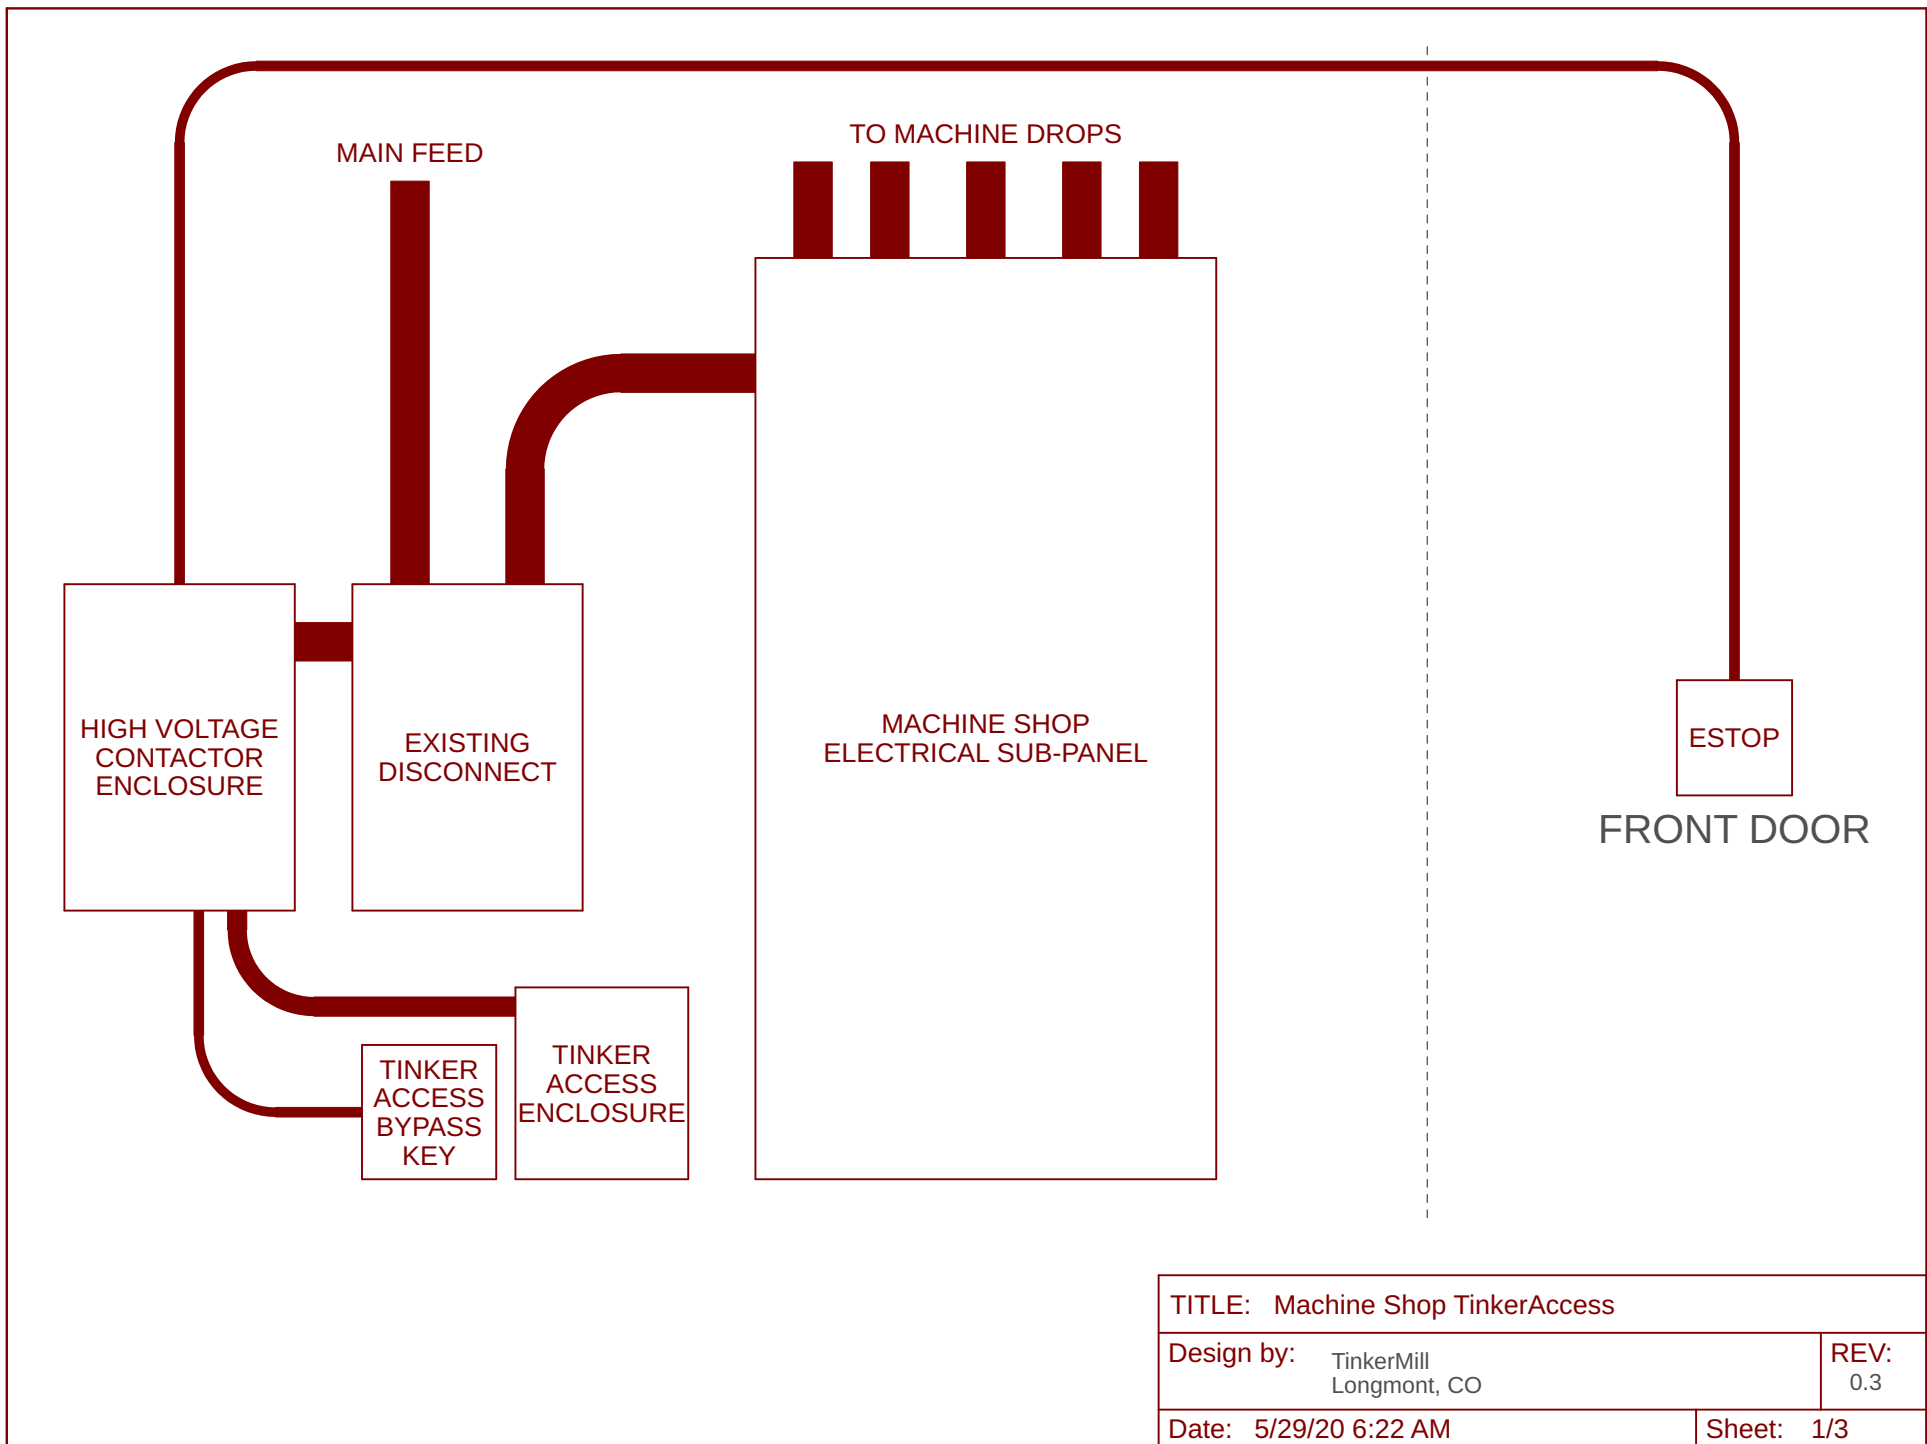 MAIN FEED
TO MACHINE DROPS
HIGH VOLTAGE
CONTACTOR
ENCLOSURE
EXISTING
DISCONNECT
MACHINE SHOP
ELECTRICAL SUB-PANEL
ESTOP
FRONT DOOR
TINKER
ACCESS
BYPASS
KEY
TINKER
ACCESS
ENCLOSURE
TITLE: Machine Shop TinkerAccess
Design by: TinkerMill
Longmont, CO
REV:
0.3
Date: 5/29/20 6:22 AM
Sheet: 1/3